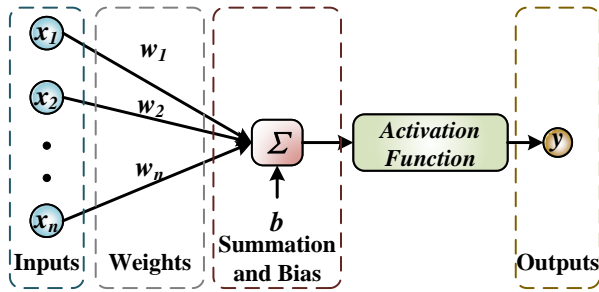 x1
w1
x2
w2
Σ
Activation
Function
y
wn
xn
b
Inputs
Weights
Summation
and Bias
Outputs